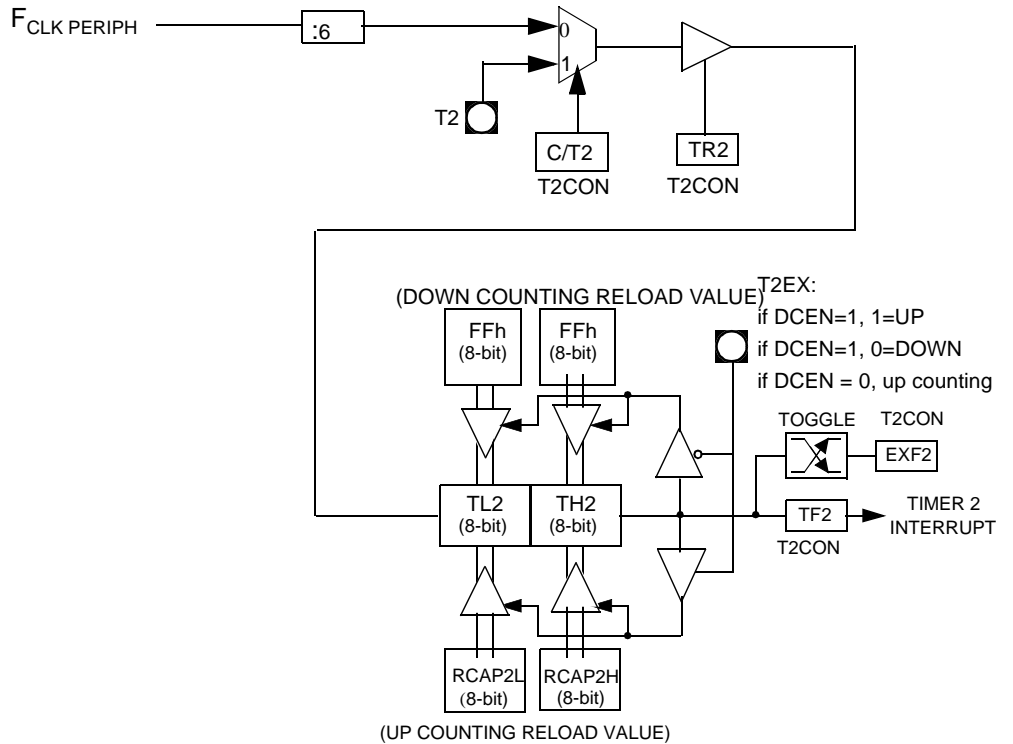 FCLK PERIPH
:6
0
1
T2
C/T2
TR2
T2CON
T2CON
T2EX:
(DOWN COUNTING RELOAD VALUE)
if DCEN=1, 1=UP
if DCEN=1, 0=DOWN
if DCEN = 0, up counting
FFh
(8-bit)
FFh
(8-bit)
TOGGLE
T2CON
EXF2
TL2
(8-bit)
TH2
(8-bit)
TF2
T2CON
TIMER 2
INTERRUPT
RCAP2L
(8-bit)
RCAP2H
(8-bit)
(UP COUNTING RELOAD VALUE)